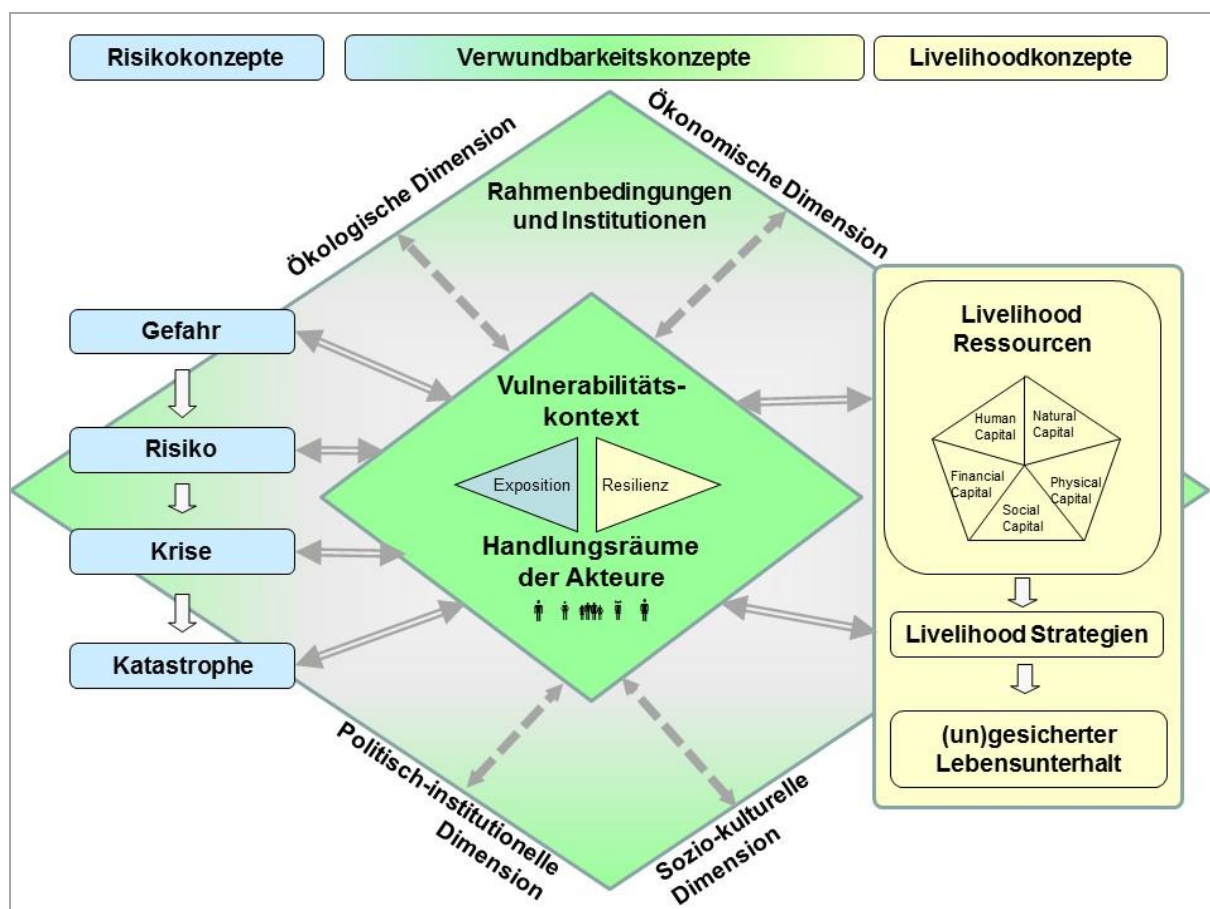 Risikokonzepte
Verwundbarkeitskonzepte
Livelihoodkonzepte
Ökologische Dimension
Ökonomische Dimension
Rahmenbedingungen
und Institutionen
Gefahr
Risiko
Krise
Katastrophe
Vulnerabilitäts-
kontext
Exposition
Resilienz
Handlungsräume
der Akteure
Livelihood
Ressourcen
Human
Capital
Natural
Capital
Financial
Capital
Physical
Capital
Social
Capital
Livelihood Strategien
(un)gesicherter
Lebensunterhalt
Politisch-institutionelle
Dimension
Sozio-kulturelle
Dimension